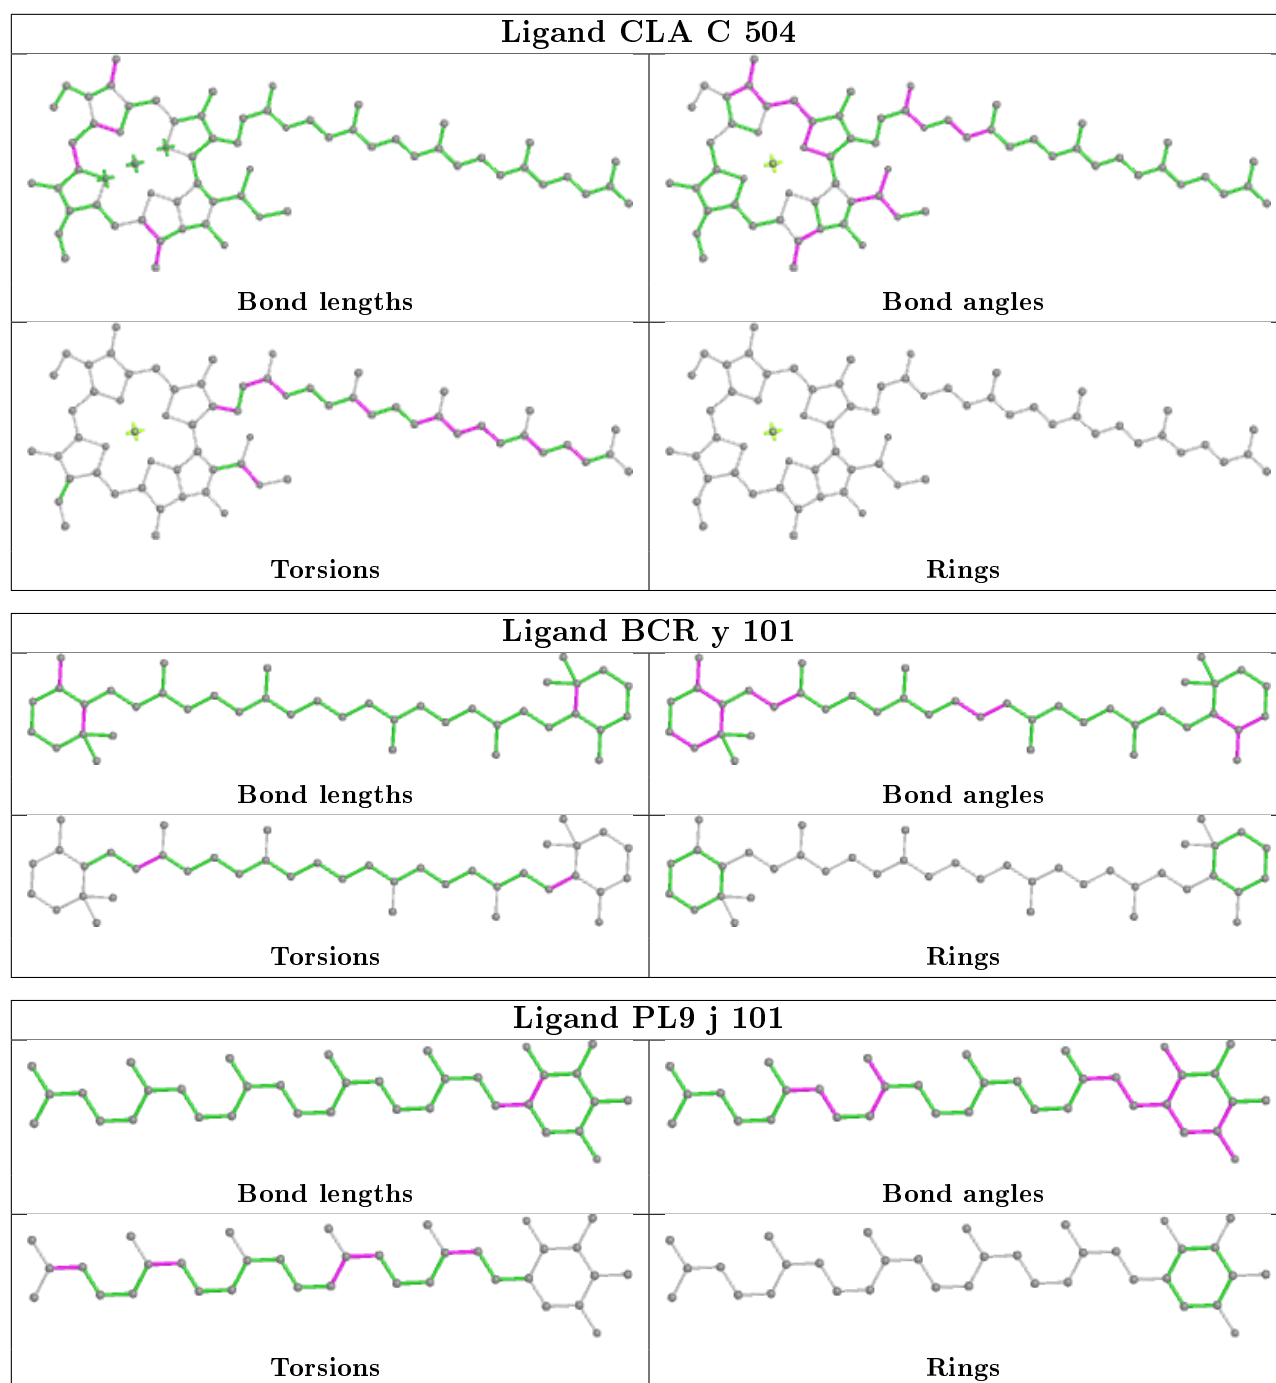 Ligand CLA C 504
Bond lengths
Bond angles
Torsions
Rings
Ligand BCR y 101
Bond lengths
Bond angles
Torsions
Rings
Ligand PL9 j 101
Bond lengths
Bond angles
Torsions
Rings